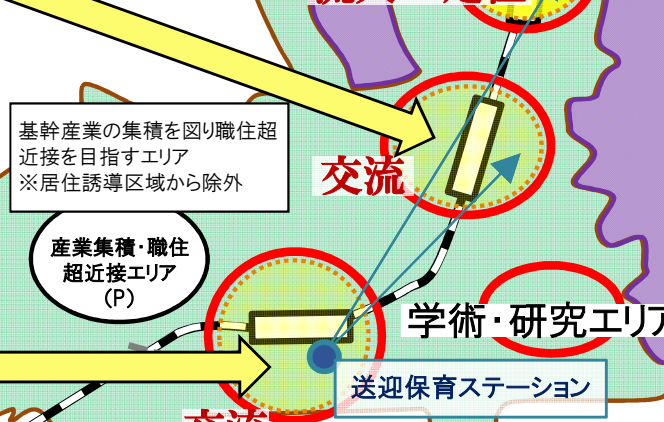 基幹産業の集積を図り職住超
近接を目指すエリア
※居住誘導区域から除外
交流
産業集積・職住
超近接エリア
(P)
学術・研究エリア
送迎保育ステーション
交流